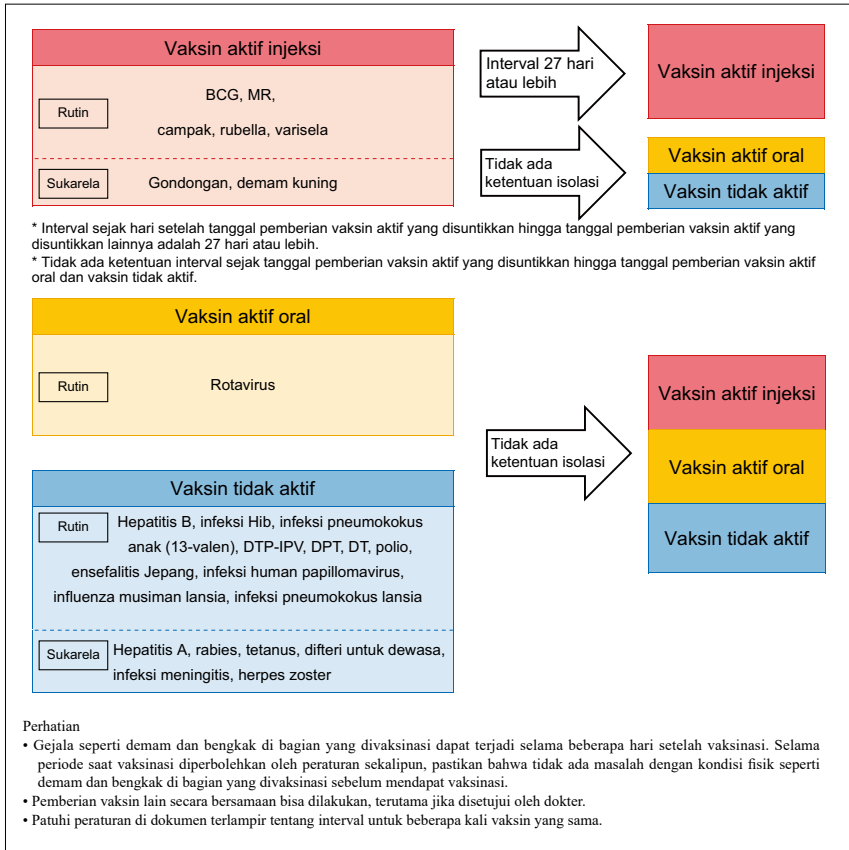 Vaksin aktif injeksi
Rutin
BCG, MR,
campak, rubella, varisela
Sukarela
Gondongan, demam kuning
Interval 27 hari
atau lebih
Vaksin aktif injeksi
Tidak ada
ketentuan isolasi
Vaksin aktif oral
Vaksin tidak aktif
* Interval sejak hari setelah tanggal pemberian vaksin aktif yang disuntikkan hingga tanggal pemberian vaksin aktif yang
disuntikkan lainnya adalah 27 hari atau lebih.
* Tidak ada ketentuan interval sejak tanggal pemberian vaksin aktif yang disuntikkan hingga tanggal pemberian vaksin aktif
oral dan vaksin tidak aktif.
Vaksin aktif oral
Rutin
Rotavirus
Vaksin tidak aktif
Rutin
Hepatitis B, infeksi Hib, infeksi pneumokokus
anak (13-valen), DTP-IPV, DPT, DT, polio,
ensefalitis Jepang, infeksi human papillomavirus,
influenza musiman lansia, infeksi pneumokokus lansia
Sukarela
Hepatitis A, rabies, tetanus, difteri untuk dewasa,
infeksi meningitis, herpes zoster
Tidak ada
ketentuan isolasi
Vaksin aktif injeksi
Vaksin aktif oral
Vaksin tidak aktif
Perhatian
• Gejala seperti demam dan bengkak di bagian yang divaksinasi dapat terjadi selama beberapa hari setelah vaksinasi. Selama
periode saat vaksinasi diperbolehkan oleh peraturan sekalipun, pastikan bahwa tidak ada masalah dengan kondisi fisik seperti
demam dan bengkak di bagian yang divaksinasi sebelum mendapat vaksinasi.
• Pemberian vaksin lain secara bersamaan bisa dilakukan, terutama jika disetujui oleh dokter.
• Patuhi peraturan di dokumen terlampir tentang interval untuk beberapa kali vaksin yang sama.